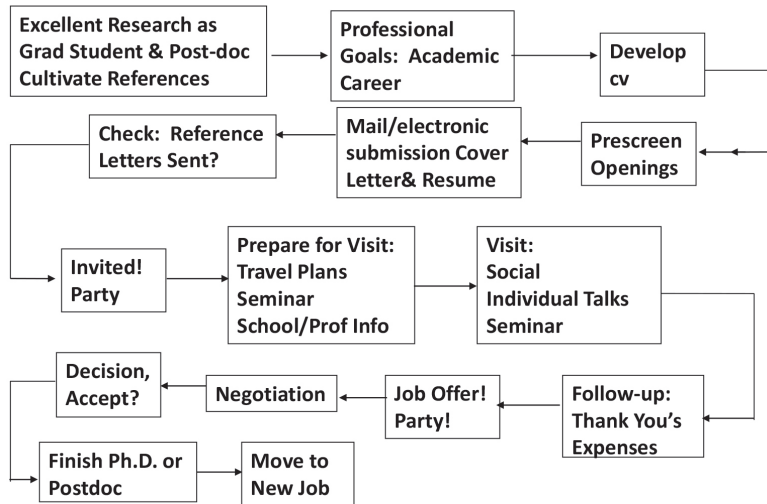 Excellent Research as
Grad Student & Post-doc
Cultivate References
Professional
Goals:  Academic
Career
Develop
cv
Prescreen
Openings
Mail/electronic
submission Cover
Letter& Resume
Check:  Reference
Letters Sent?
Invited!
Party
Prepare for Visit:
Travel Plans
Seminar
School/Prof Info
Visit:
Social
Individual Talks
Seminar
Follow-up:
Thank You’s
Expenses
Job Offer!
Party!
Negotiation
Decision,
Accept?
Finish Ph.D. or
Postdoc
Move to
New Job